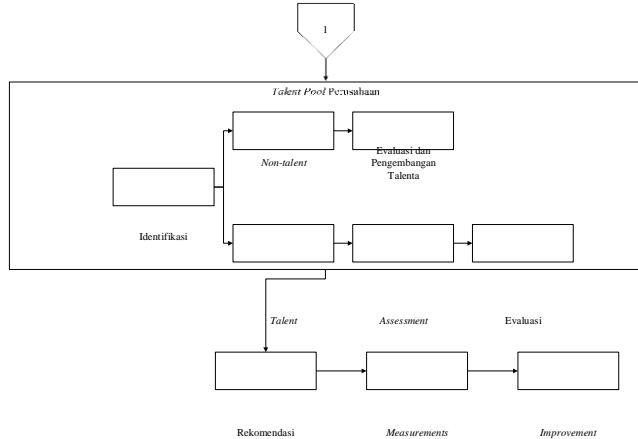 1
Talent Pool Perusahaan
Non-talent
Evaluasi dan
Pengembangan
Talenta
Identifikasi
Talent
Assessment
Evaluasi
Rekomendasi
Measurements
Improvement